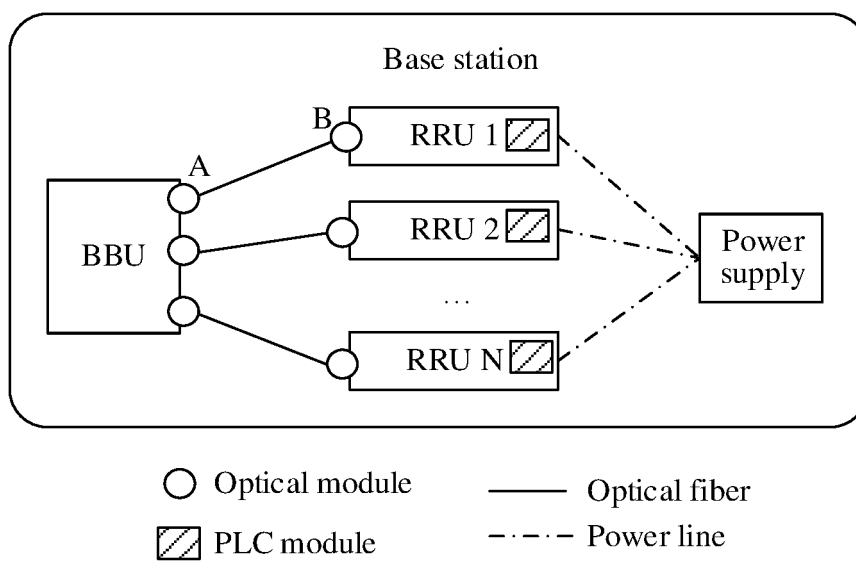 Base station
B
RRU 1
A
BBU
RRU 2
Power
supply
...
RRU N
Optical module
Optical fiber
PLC module
Power line